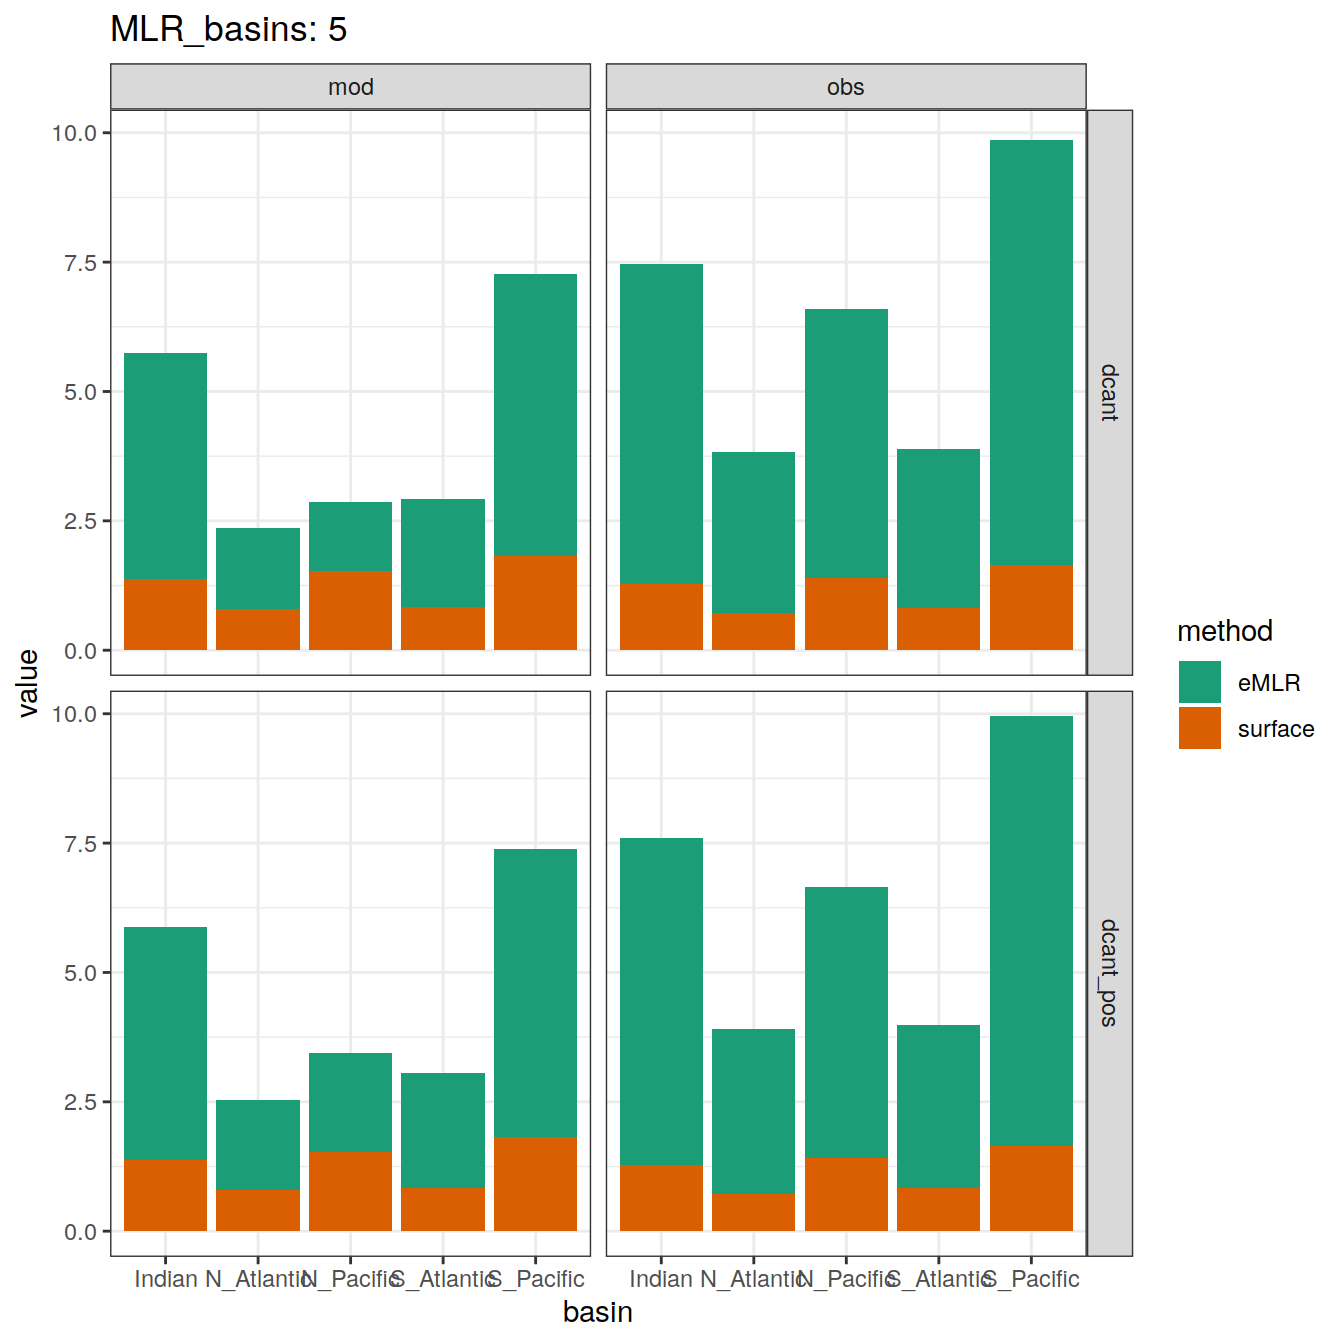 MLR_basins: 5
mod
obs
10.0
7.5
5.0
2.5
0.0
dcant
value
10.0
7.5
5.0
2.5
0.0
dcant_pos
Indian N_Atlantic N_Pacific S_Atlantic S_Pacific
Indian N_Atlantic N_Pacific S_Atlantic S_Pacific
basin
method
eMLR
surface